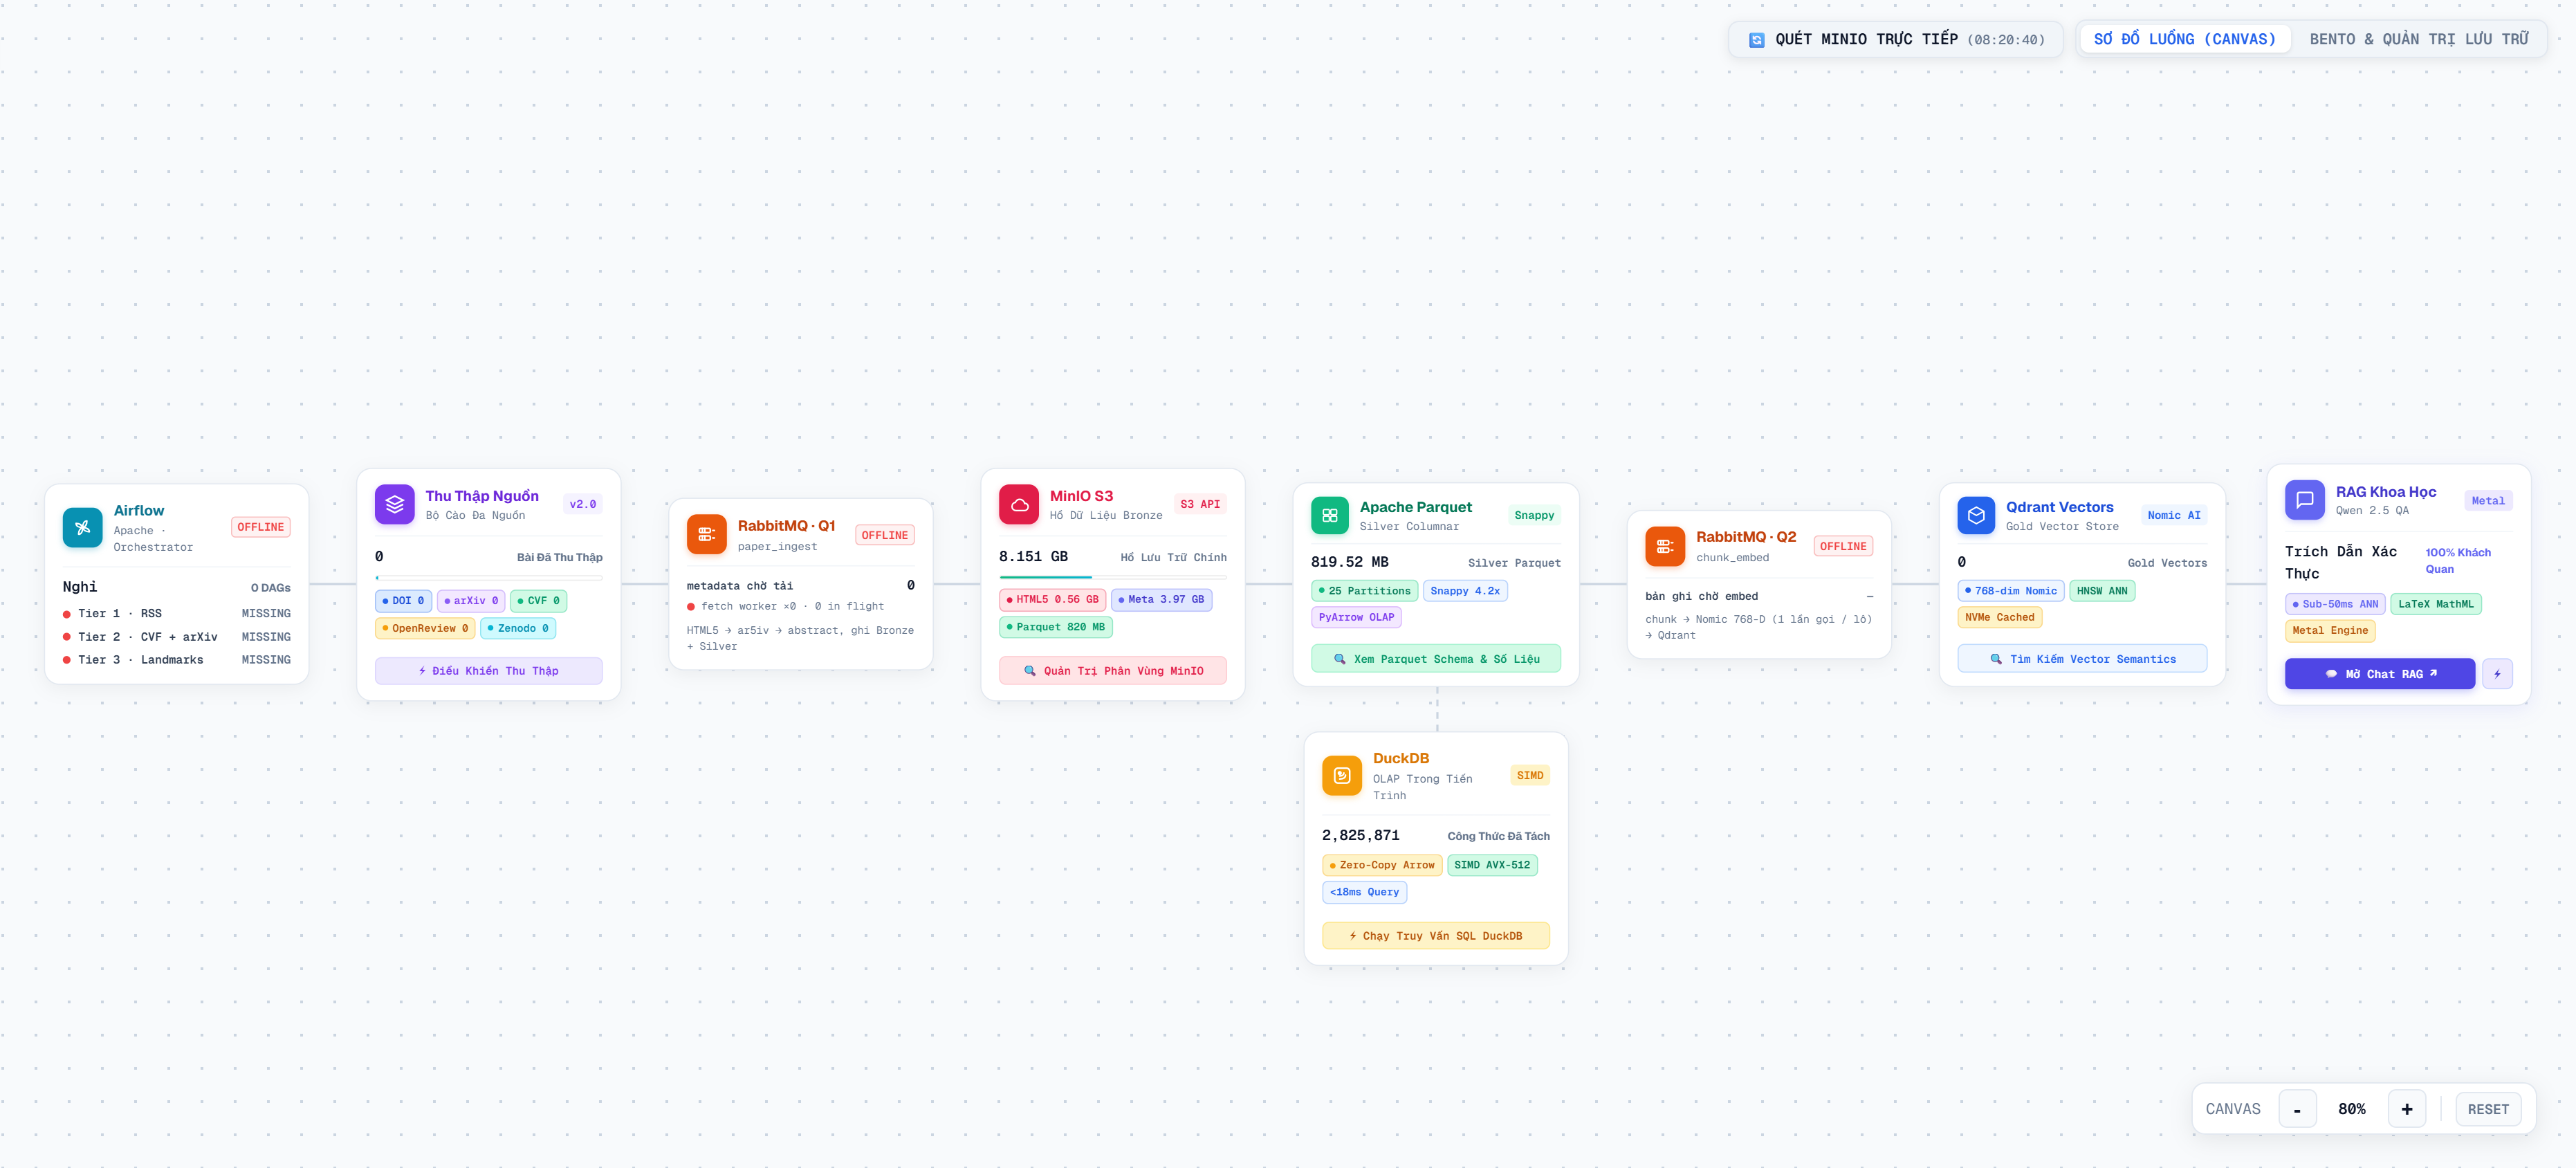 QUÉT MINIO TRỰC TIẾP (08:20:40)
SƠ ĐỒ LUỒNG (CANVAS)
BENTO & QUẢN TRỊ LƯU TRỮ
Airflow
Apache ·
Orchestrator
OFFLINE
Nghỉ
0 DAGs
Tier 1 · RSS MISSING
Tier 2 · CVF + arXiv MISSING
Tier 3 · Landmarks MISSING
Thu Thập Nguồn
Bộ Cào Đa Nguồn
v2.0
0
Bài Đã Thu Thập
DOI 0
arXiv 0
CVF 0
OpenReview 0
Zenodo 0
Điều Khiển Thu Thập
RabbitMQ · Q1
paper_ingest
OFFLINE
metadata chờ tải 0
fetch worker ×0 · 0 in flight
HTML5 → ar5iv → abstract, ghi Bronze
+ Silver
MinIO S3
Hồ Dữ Liệu Bronze
S3 API
8.151 GB
Hồ Lưu Trữ Chính
HTML5 0.56 GB
Meta 3.97 GB
Parquet 820 MB
Quản Trị Phân Vùng MinIO
Apache Parquet
Silver Columnar
Snappy
819.52 MB
Silver Parquet
25 Partitions
Snappy 4.2x
PyArrow OLAP
Xem Parquet Schema & Số Liệu
DuckDB
OLAP Trong Tiến
Trình
SIMD
2,825,871
Công Thức Đã Tách
Zero-Copy Arrow
SIMD AVX-512
<18ms Query
Chạy Truy Vấn SQL DuckDB
RabbitMQ · Q2
chunk_embed
OFFLINE
bản ghi chờ embed –
chunk → Nomic 768-D (1 lần gọi / lô)
→ Qdrant
Qdrant Vectors
Gold Vector Store
Nomic AI
0
Gold Vectors
768-dim Nomic
HNSW ANN
NVMe Cached
Tìm Kiếm Vector Semantics
RAG Khoa Học
Qwen 2.5 QA
Metal
Trích Dẫn Xác
Thực
100% Khách
Quan
Sub-50ms ANN
LaTeX MathML
Metal Engine
Mở Chat RAG ↗
CANVAS - 80% + RESET